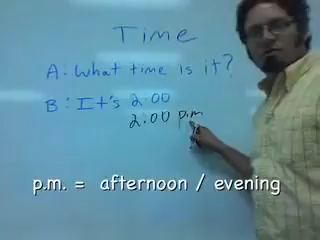 Time
A: What time is it?
B: It's 2:00
2:00 p.m
p.m. = afternoon / evening